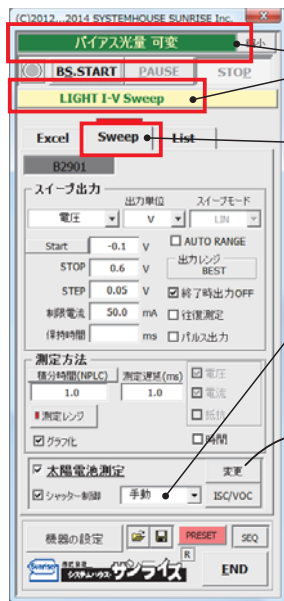 (C)2012...2014 SYSTEMHOUSE SUNRISE Inc.
バイアス光量 可変
BS.START PAUSE STOP
LIGHT I-V Sweep
Excel Sweep List
B2901
スイープ出力
出力単位 スイープモード
電圧 V LIN
Start -0.1 V AUTO RANGE
STOP 0.6 V 出力レンジ BEST
STEP 0.05 V 終了時出力OFF
制限電流 50.0 mA 往復測定
保持時間 ms パルス出力
測定方法
積分時間(NPLC) 測定遅延(ms) 電圧
1.0 1.0 電流
測定レンジ 抵抗
グラフ化 時間
太陽電池測定 変更
シャッター制御 手動 ISC/VOC
機器の設定 PRESET SEQ
Sunrise システムハウス サンライズ R END